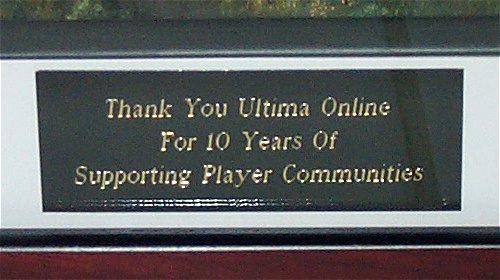 Thank You Ultima Online
For 10 Years Of
Supporting Player Communities